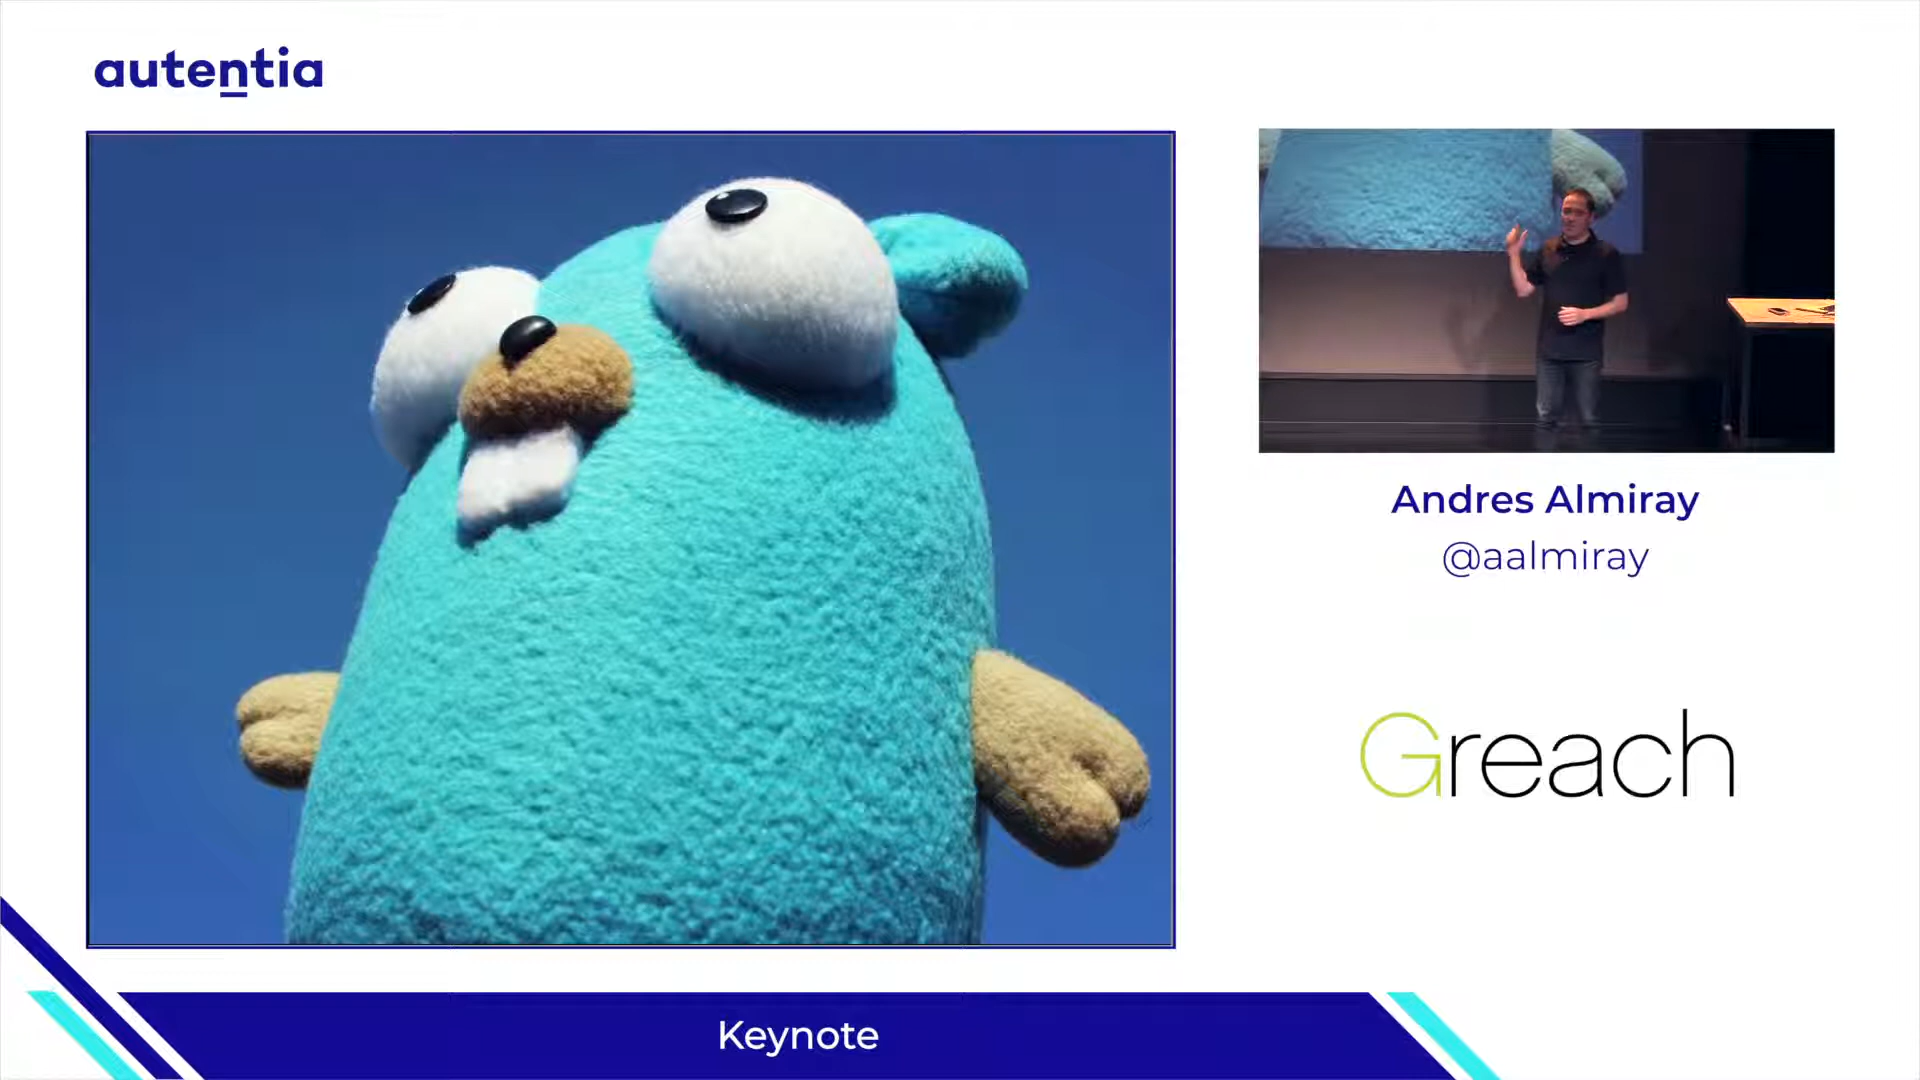 autentia
Andres Almiray
@aalmiray
Greach
Keynote